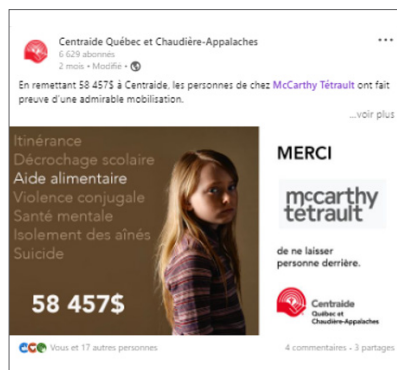 Centraide Québec et Chaudière-Appalaches
6 629 abonnés
2 mois • Modifié •
En remettant 58 457$ à Centraide, les personnes de chez McCarthy Tétrault ont fait
preuve d'une admirable mobilisation.
...voir plus
Itinérance
Décrochage scolaire
Aide alimentaire
Violence conjugale
Santé mentale
Isolement des aînés
Suicide
58 457$
MERCI
mccarthy
tetrault
de ne laisser
personne derrière.
Centraide
Québec et
Chaudière-Appalaches
Vous et 17 autres personnes
4 commentaires • 3 partages